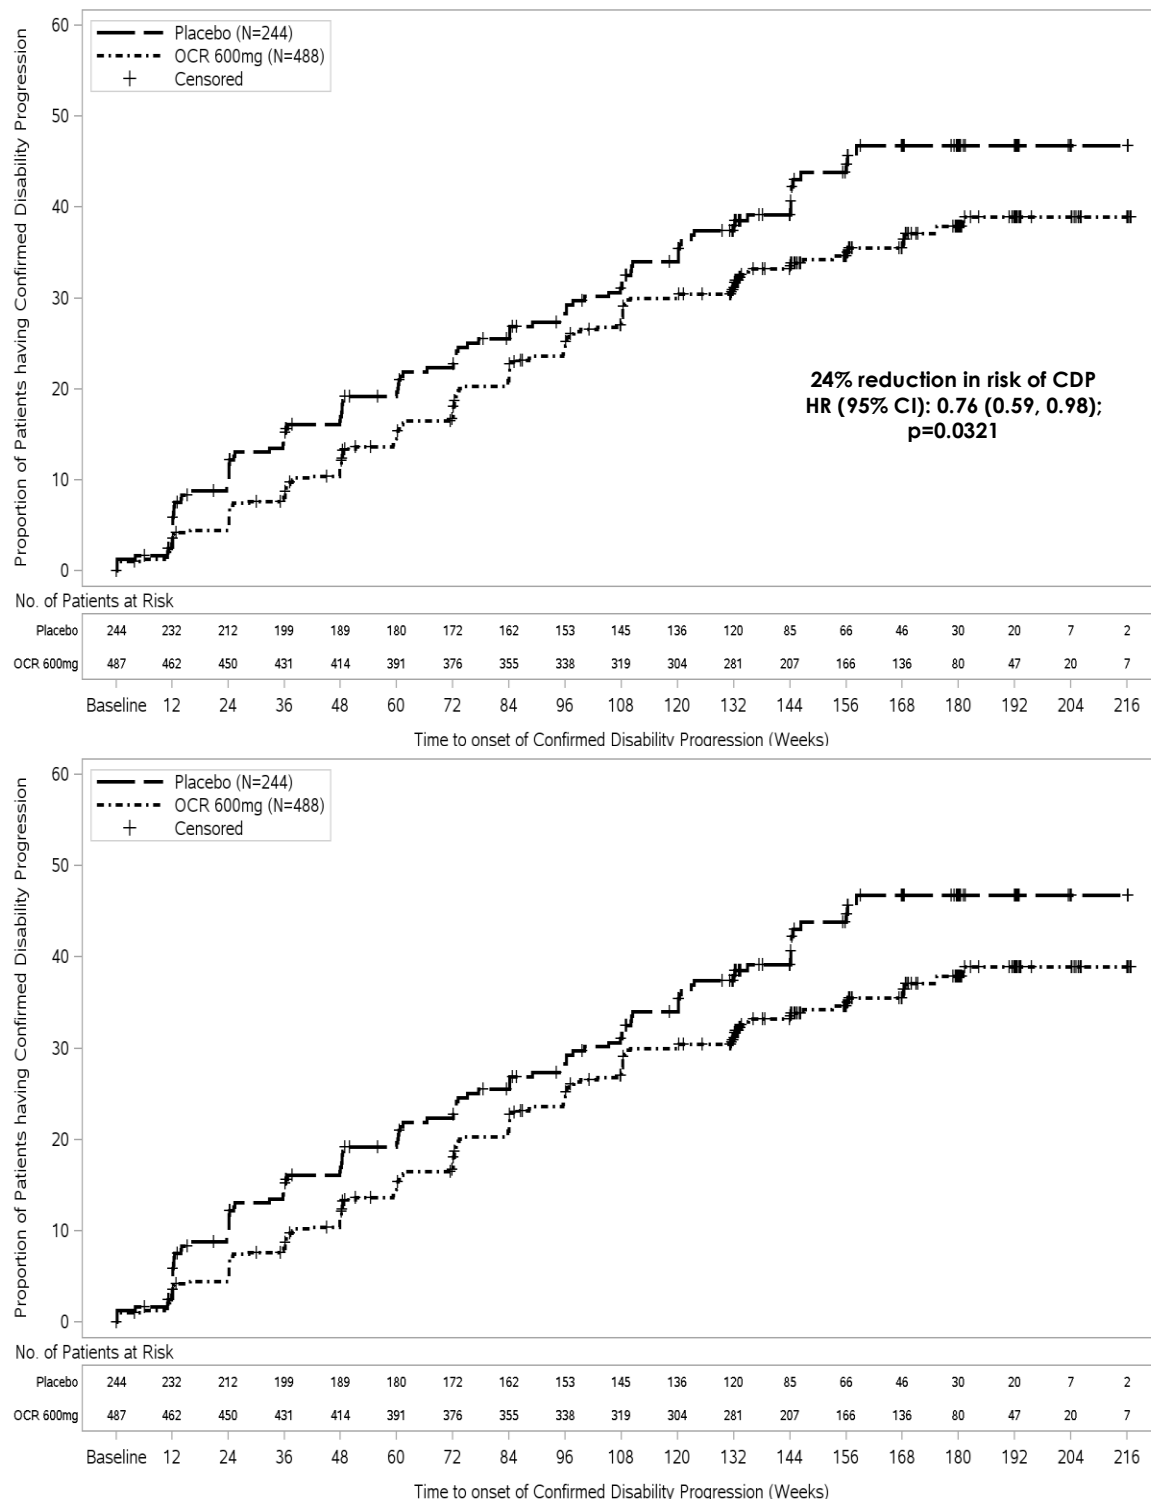 Proportion of Patients having Confirmed Disability Progression
60
50
40
30
20
10
0
Placebo (N=244)
OCR 600mg (N=488)
Censored
24% reduction in risk of CDP
HR (95% CI): 0.76 (0.59, 0.98);
p=0.0321
No. of Patients at Risk
Placebo 244 232 212 199 189 180 172 162 153 145 136 120 85 66 46 30 20 7 2
OCR 600mg 487 462 450 431 414 391 376 355 338 319 304 281 207 166 136 80 47 20 7
Baseline 12 24 36 48 60 72 84 96 108 120 132 144 156 168 180 192 204 216
Time to onset of Confirmed Disability Progression (Weeks)
Proportion of Patients having Confirmed Disability Progression
60
50
40
30
20
10
0
Placebo (N=244)
OCR 600mg (N=488)
Censored
No. of Patients at Risk
Placebo 244 232 212 199 189 180 172 162 153 145 136 120 85 66 46 30 20 7 2
OCR 600mg 487 462 450 431 414 391 376 355 338 319 304 281 207 166 136 80 47 20 7
Baseline 12 24 36 48 60 72 84 96 108 120 132 144 156 168 180 192 204 216
Time to onset of Confirmed Disability Progression (Weeks)